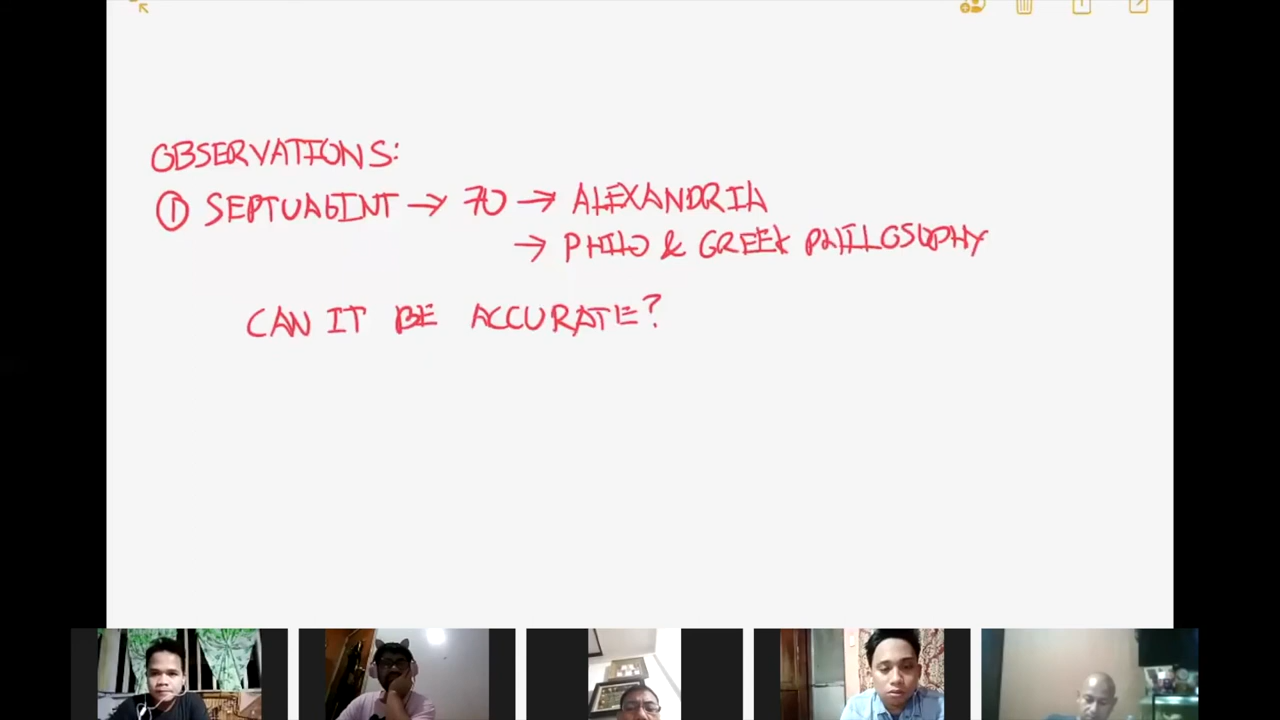 OBSERVATIONS:
① SEPTUAGINT → 70 → ALEXANDRIA
→ PHILO & GREEK PHILOSOPHY
CAN IT BE ACCURATE?